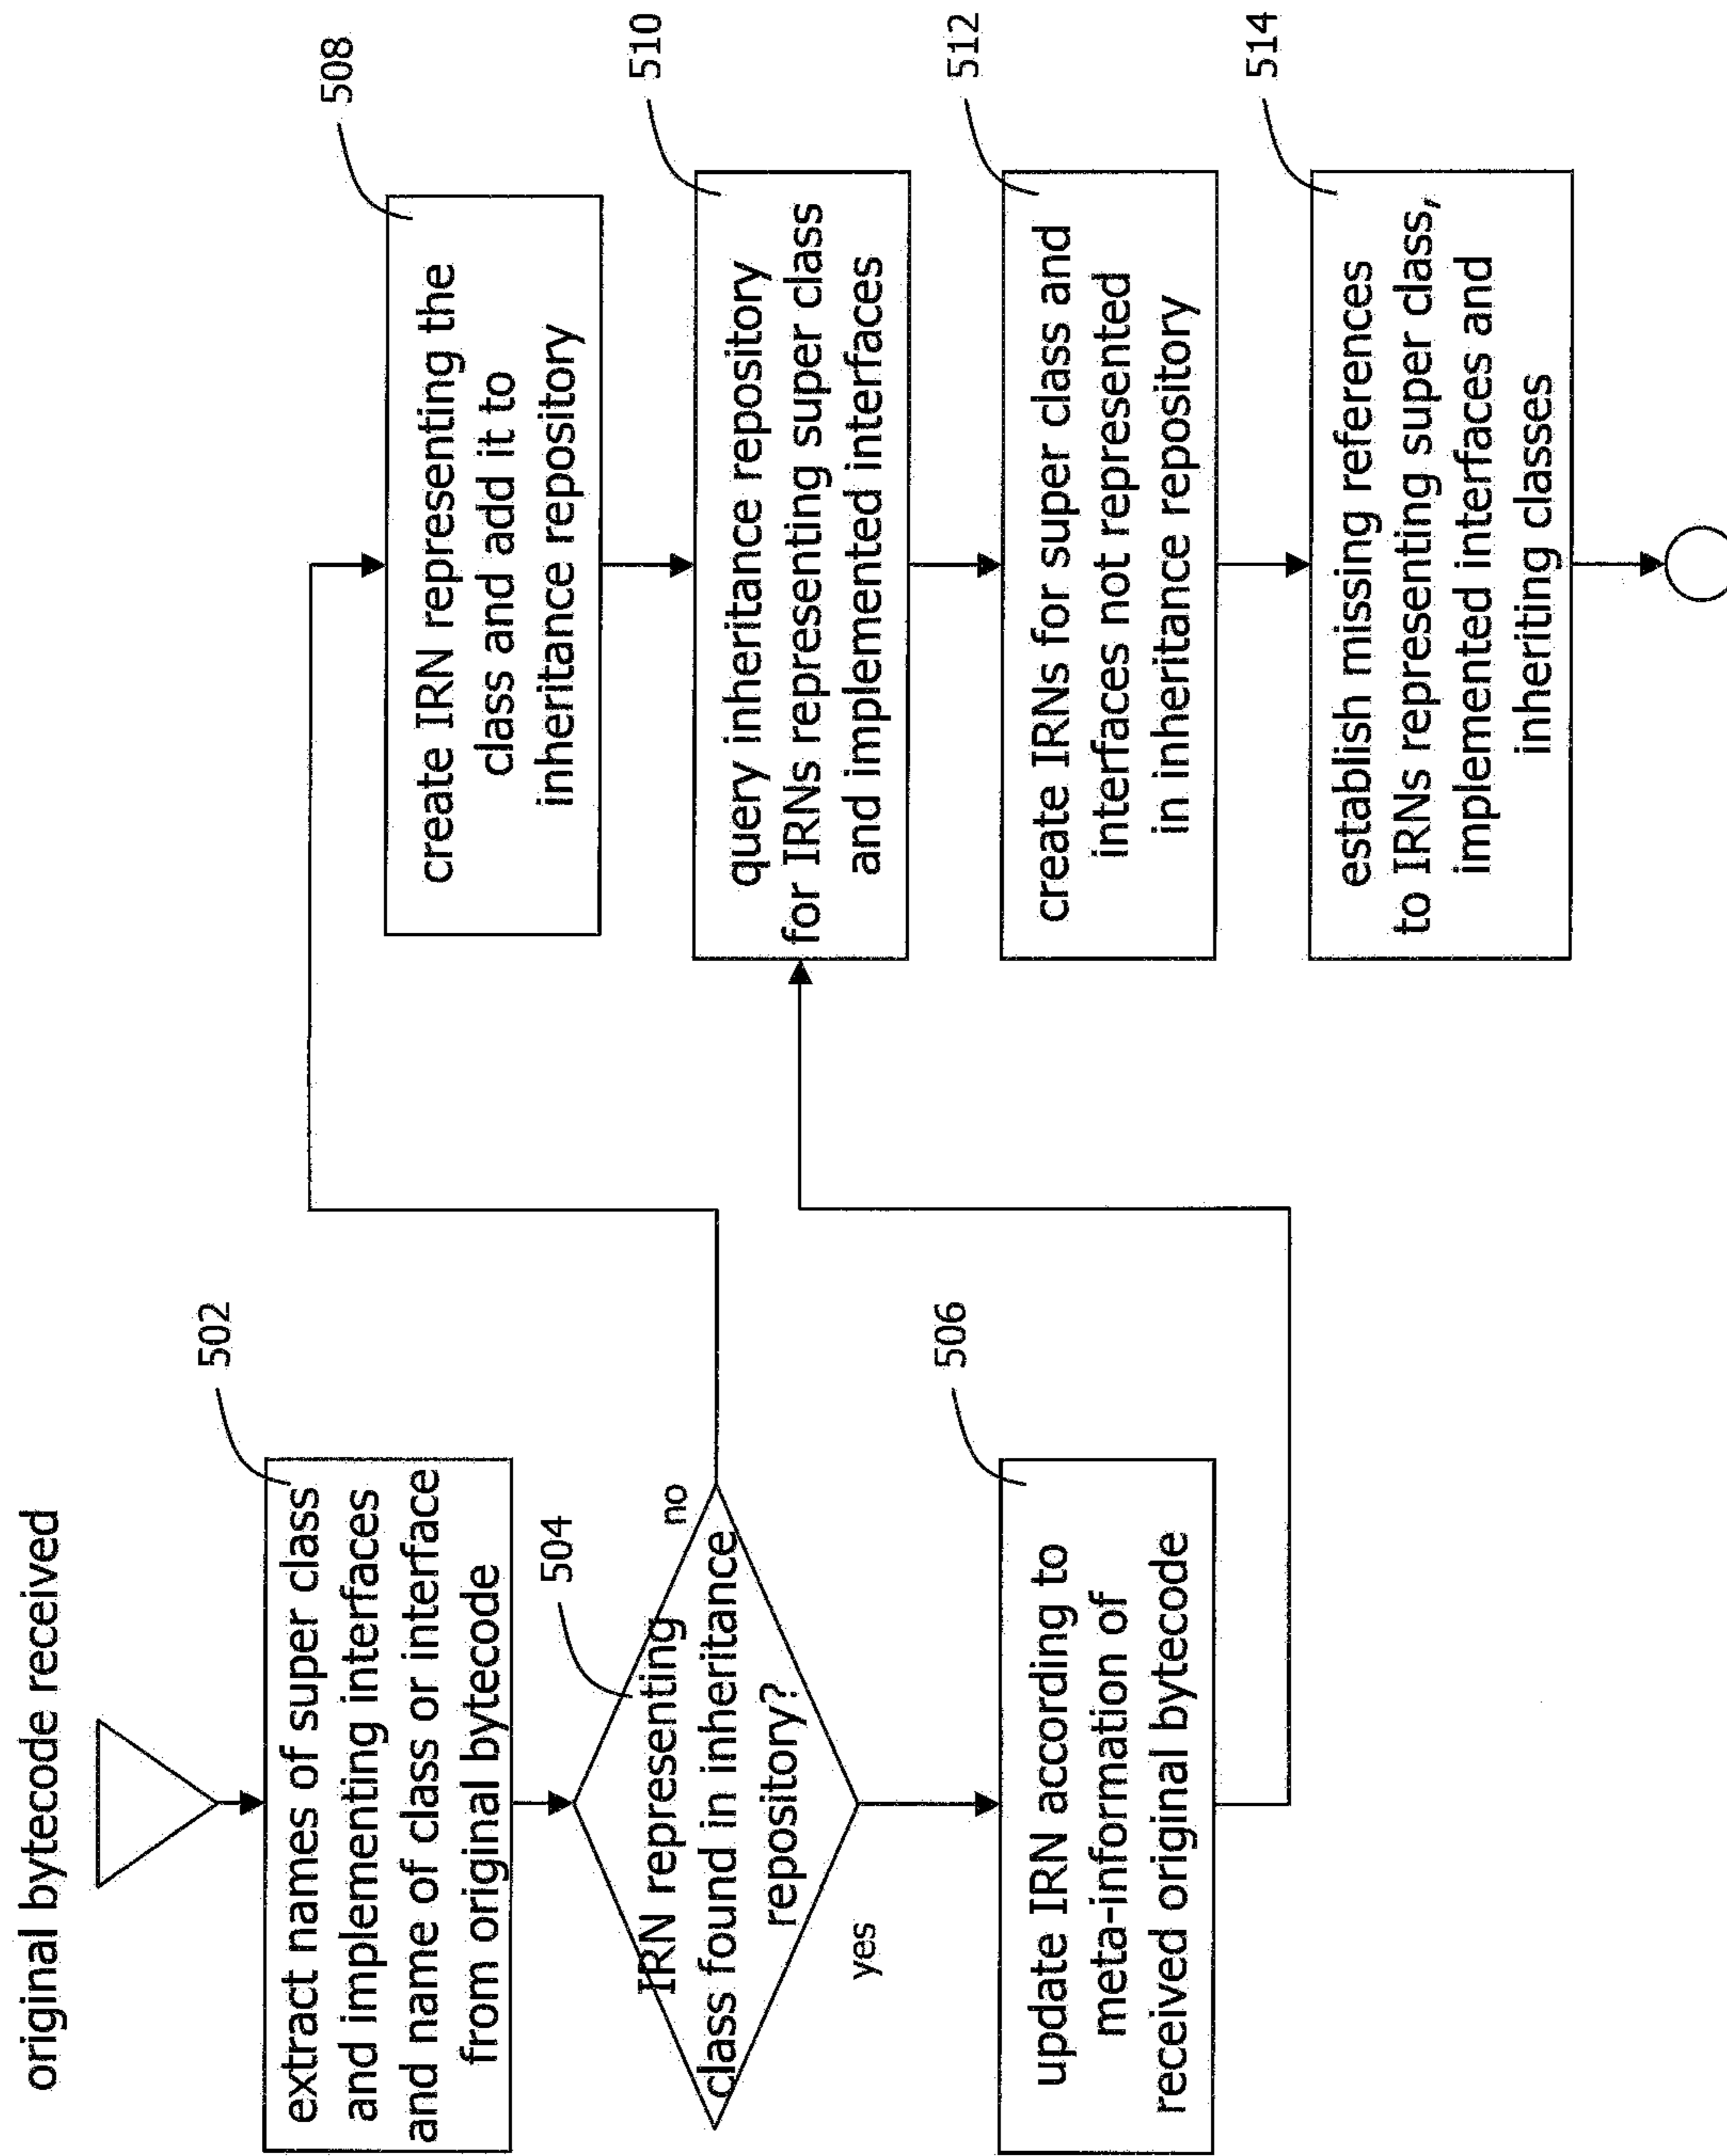 original bytecode received
502
extract names of super class
and implementing interfaces
and name of class or interface
from original bytecode
504
IRN representing
class found in inheritance
repository?
no
yes
506
update IRN according to
meta-information of
received original bytecode
508
create IRN representing the
class and add it to
inheritance repository
510
query inheritance repository
for IRNs representing super class
and implemented interfaces
512
create IRNs for super class and
interfaces not represented
in inheritance repository
514
establish missing references
to IRNs representing super class,
implemented interfaces and
inheriting classes